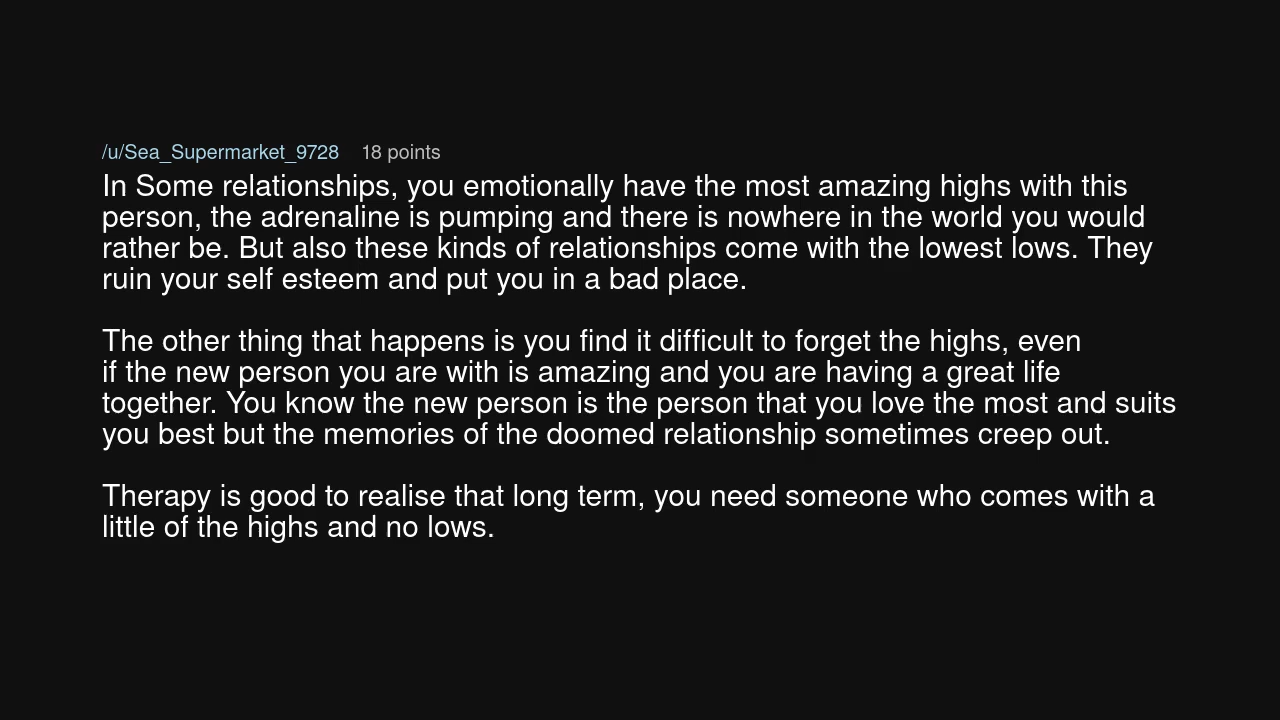 /u/Sea_Supermarket_9728 18 points
In Some relationships, you emotionally have the most amazing highs with this
person, the adrenaline is pumping and there is nowhere in the world you would
rather be. But also these kinds of relationships come with the lowest lows. They
ruin your self esteem and put you in a bad place.
The other thing that happens is you find it difficult to forget the highs, even
if the new person you are with is amazing and you are having a great life
together. You know the new person is the person that you love the most and suits
you best but the memories of the doomed relationship sometimes creep out.
Therapy is good to realise that long term, you need someone who comes with a
little of the highs and no lows.